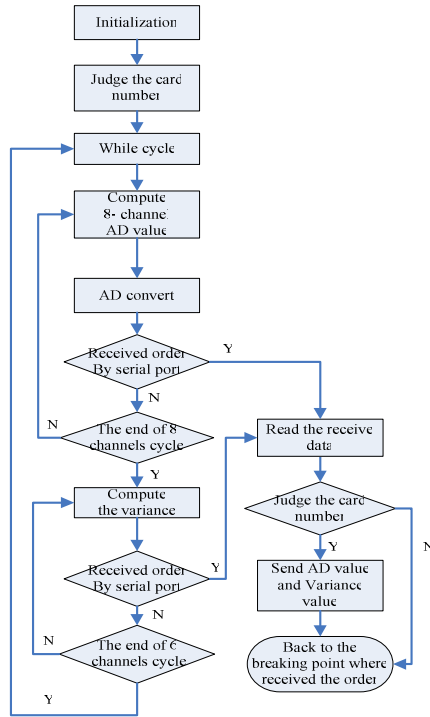 Initialization
Judge the card
number
While cycle
Compute
8- channel
AD value
AD convert
Received order
By serial port
Y
N
The end of 8
channels cycle
N
Y
Compute
the variance
Received order
By serial port
Y
N
The end of 6
channels cycle
N
Y
Read the receive
data
Judge the card
number
N
Y
Send AD value
and Variance
value
Back to the
breaking point where
received the order